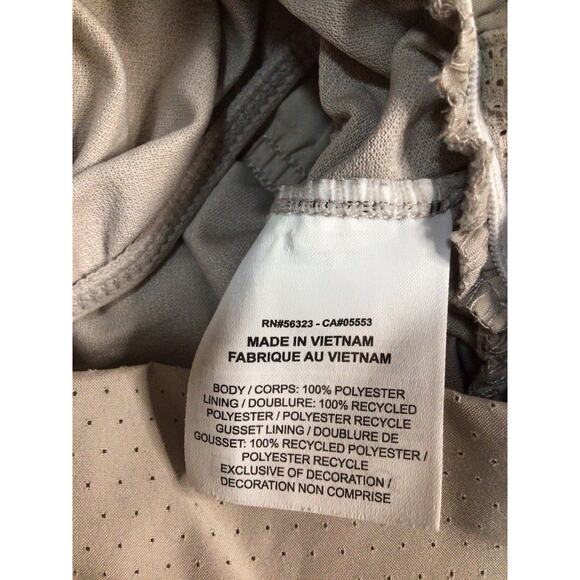 RN#56323 - CA#05553
MADE IN VIETNAM
FABRIQUE AU VIETNAM
BODY / CORPS: 100% POLYESTER
LINING / DOUBLURE: 100% RECYCLED
POLYESTER / POLYESTER RECYCLE
GUSSET LINING / DOUBLURE DE
GOUSSET: 100% RECYCLED POLYESTER /
POLYESTER RECYCLE
EXCLUSIVE OF DECORATION /
DECORATION NON COMPRISE